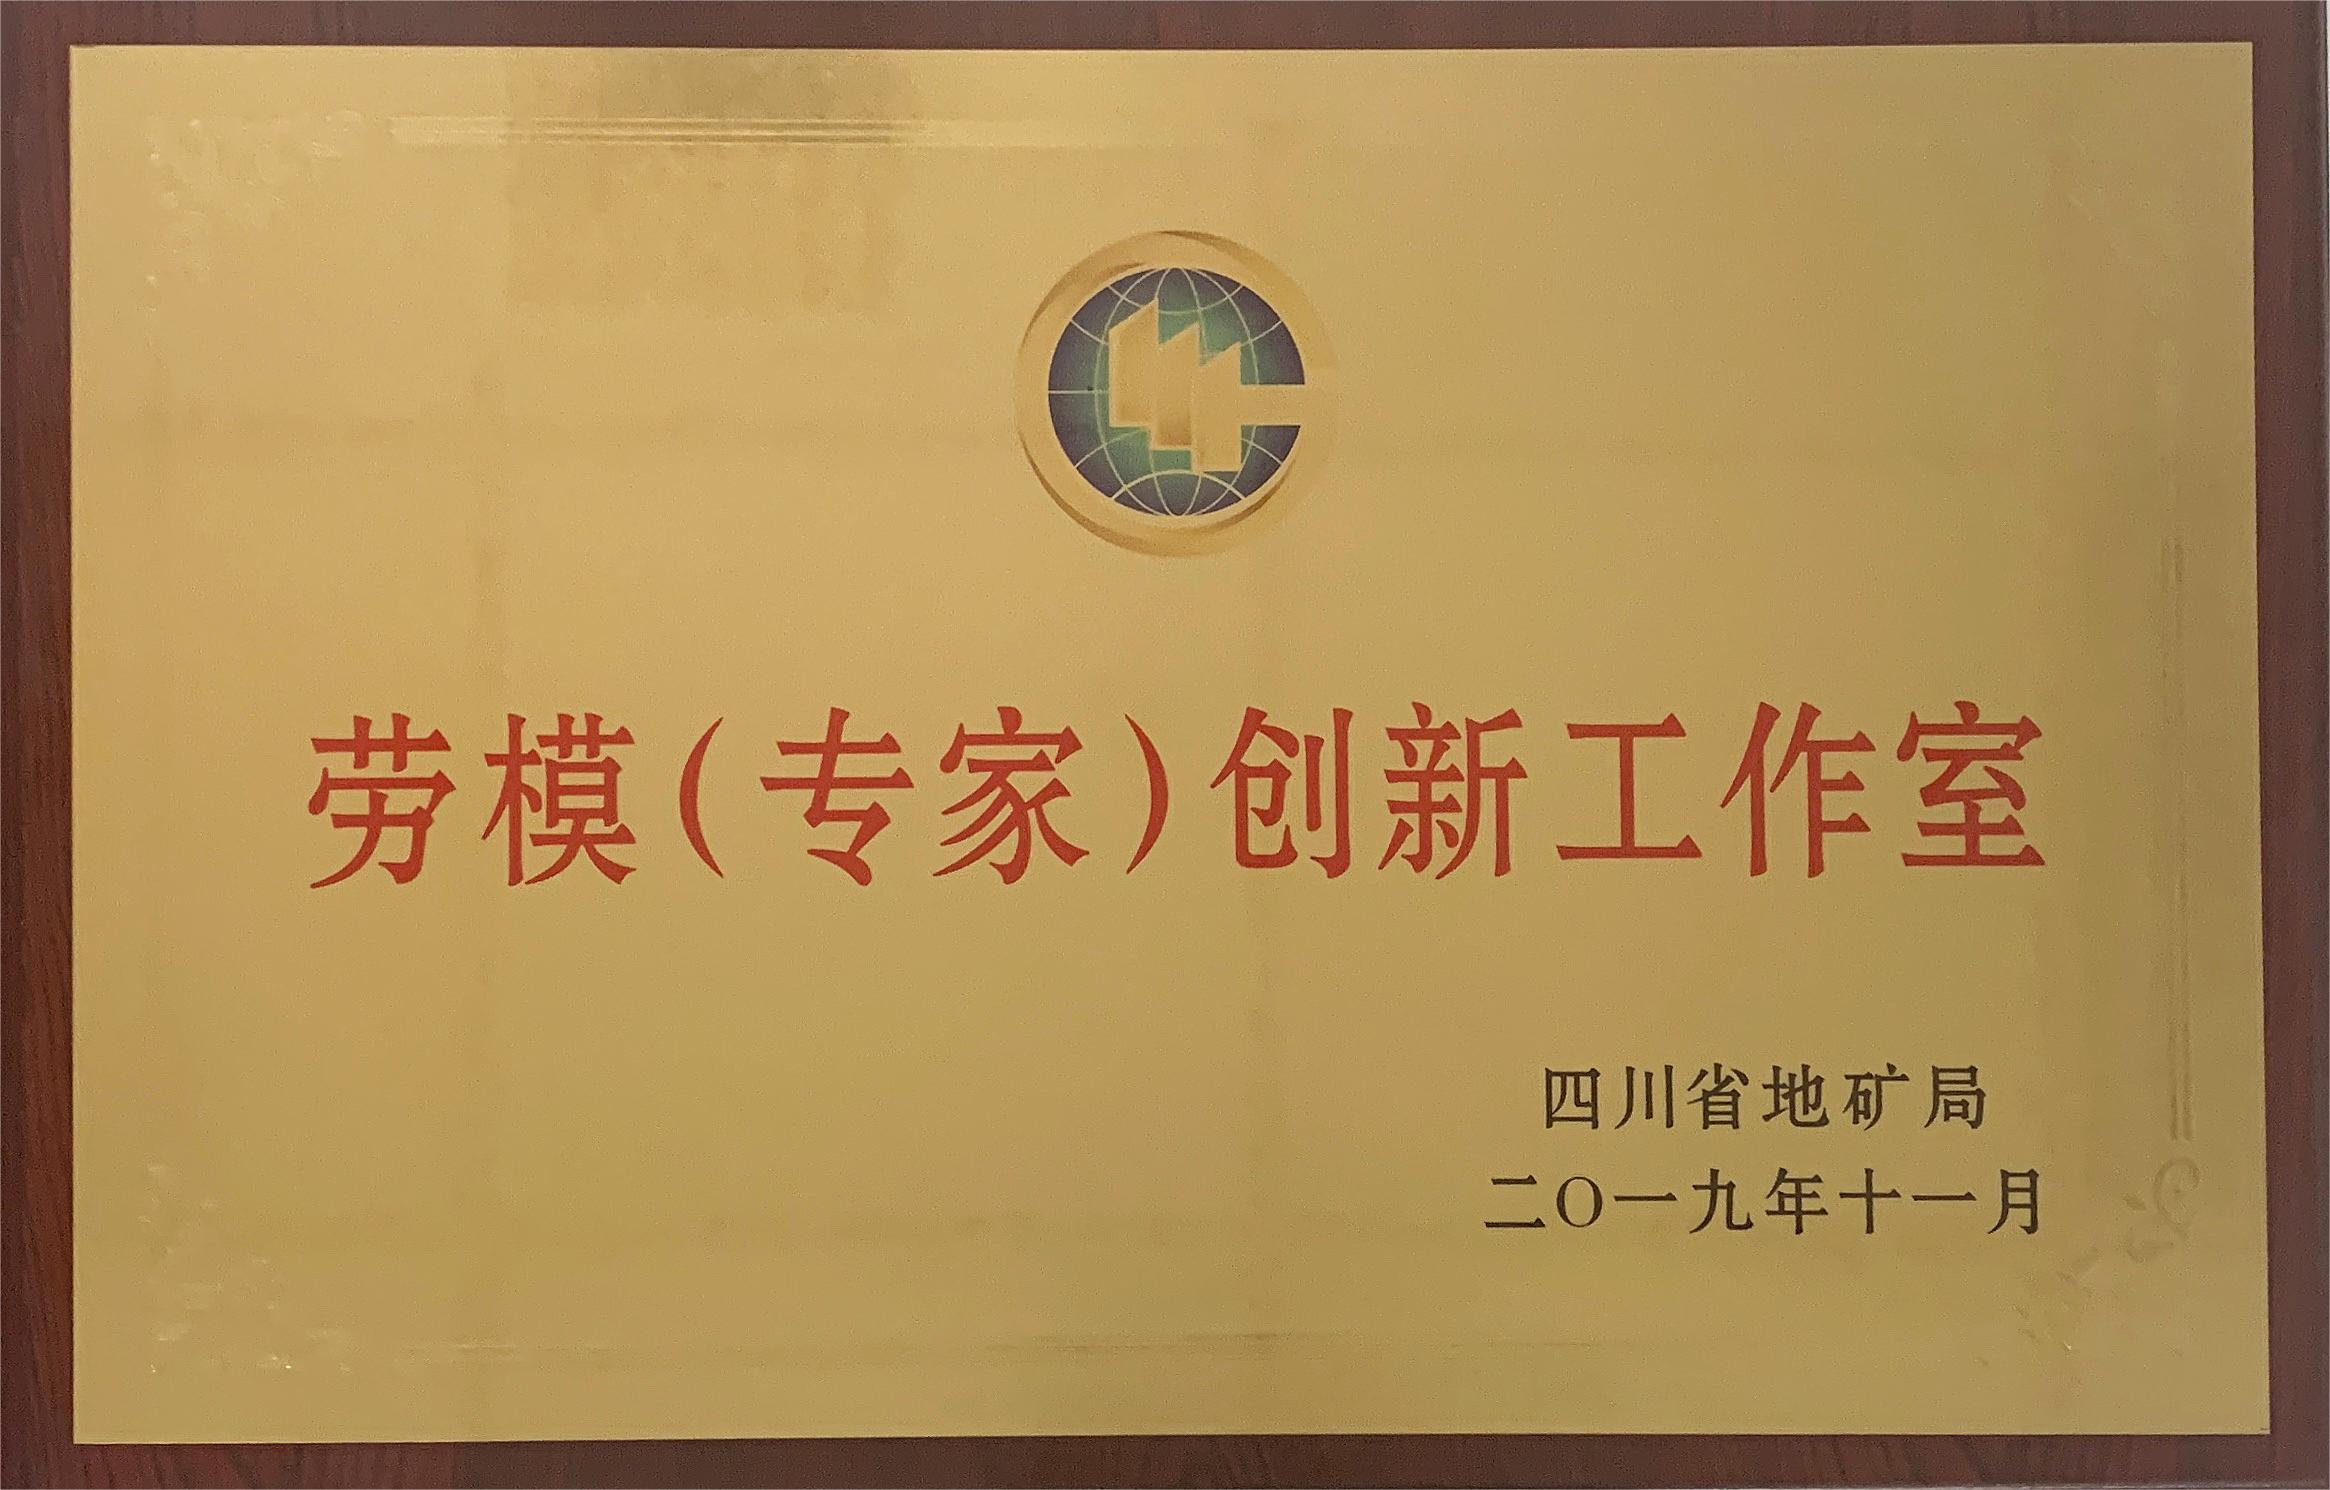 劳模(专家)创新工作室
四川省地矿局
二〇一九年十一月